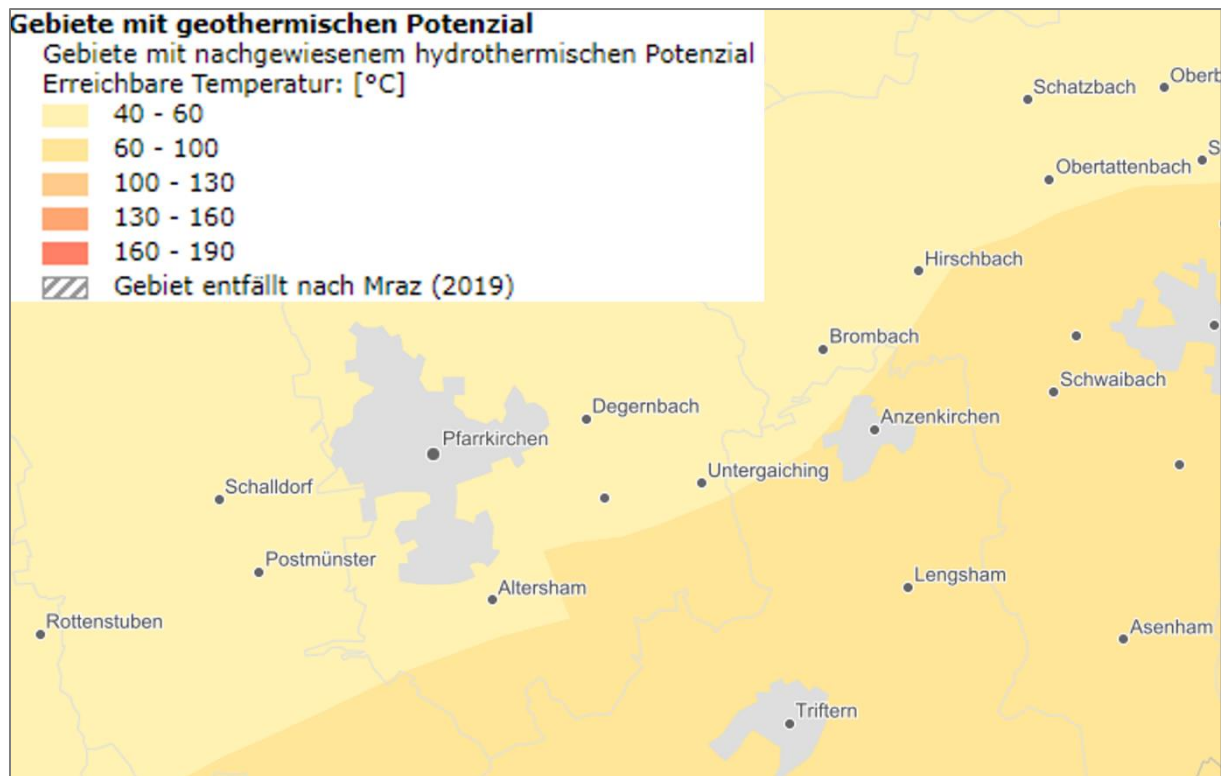 Gebiete mit geothermischen Potenzial
Gebiete mit nachgewiesenem hydrothermischen Potenzial
Erreichbare Temperatur: [°C]
40 - 60
60 - 100
100 - 130
130 - 160
160 - 190
Gebiet entfällt nach Mraz (2019)
Schatzbach
Obertattenbach
Hirschbach
Brombach
Schwaibach
Degernbach
Anzenkirchen
Pfarrkirchen
Untergaiching
Schalldorf
Postmünster
Altersham
Lengsham
Rottenstuben
Asenham
Triftern